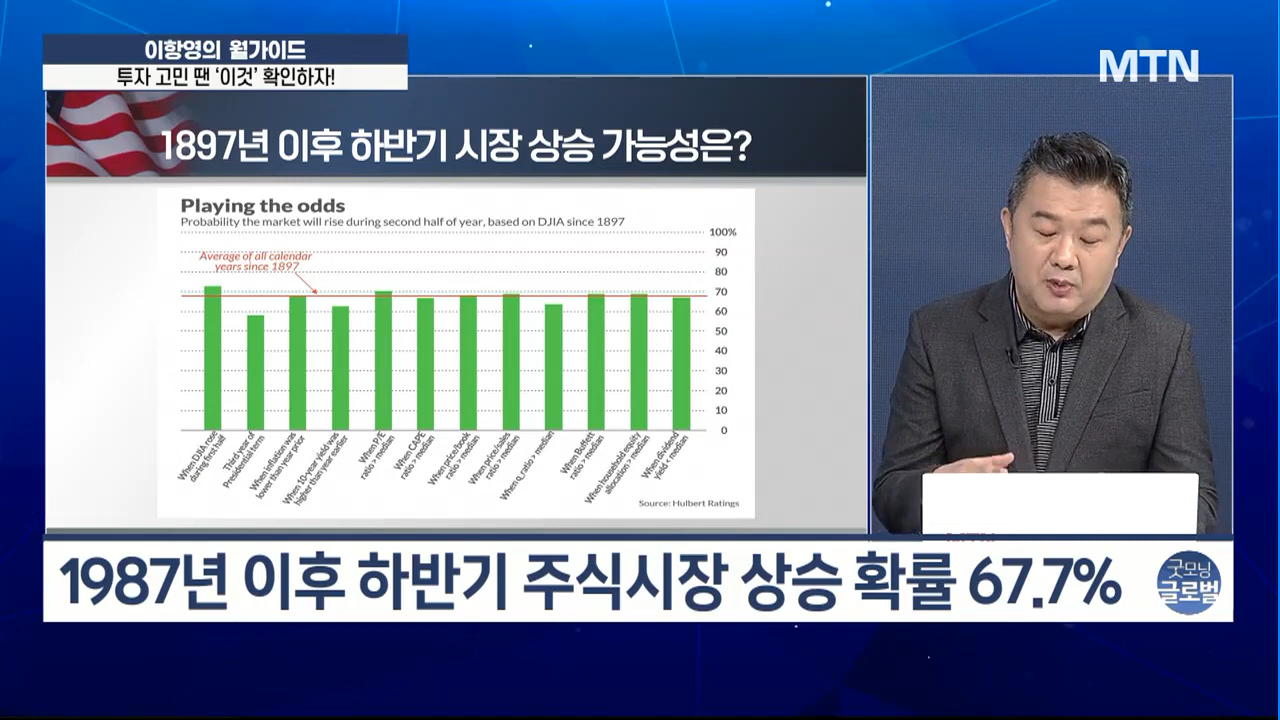 이항영의 월가이드
투자 고민 땐 '이것' 확인하자!
MTN
1897년 이후 하반기 시장 상승 가능성은?
Playing the odds
Probability the market will rise during second half of year, based on DJIA since 1897
100%
Average of all calendar
years since 1897
90
80
70
60
50
40
30
20
10
0
When DJIA rose
during first half
Third year of
Presidential term
When inflation was
lower than year prior
When 10-year yield was
higher than year earlier
When P/E
ratio > median
When CAPE
ratio > median
When price/book
ratio > median
When price/sales
ratio > median
When q_ratio > median
When Buffett
ratio > median
When household equity
allocation > median
When dividend
yield < median
Source: Hulbert Ratings
1987년 이후 하반기 주식시장 상승 확률 67.7%
굿모닝
글로벌